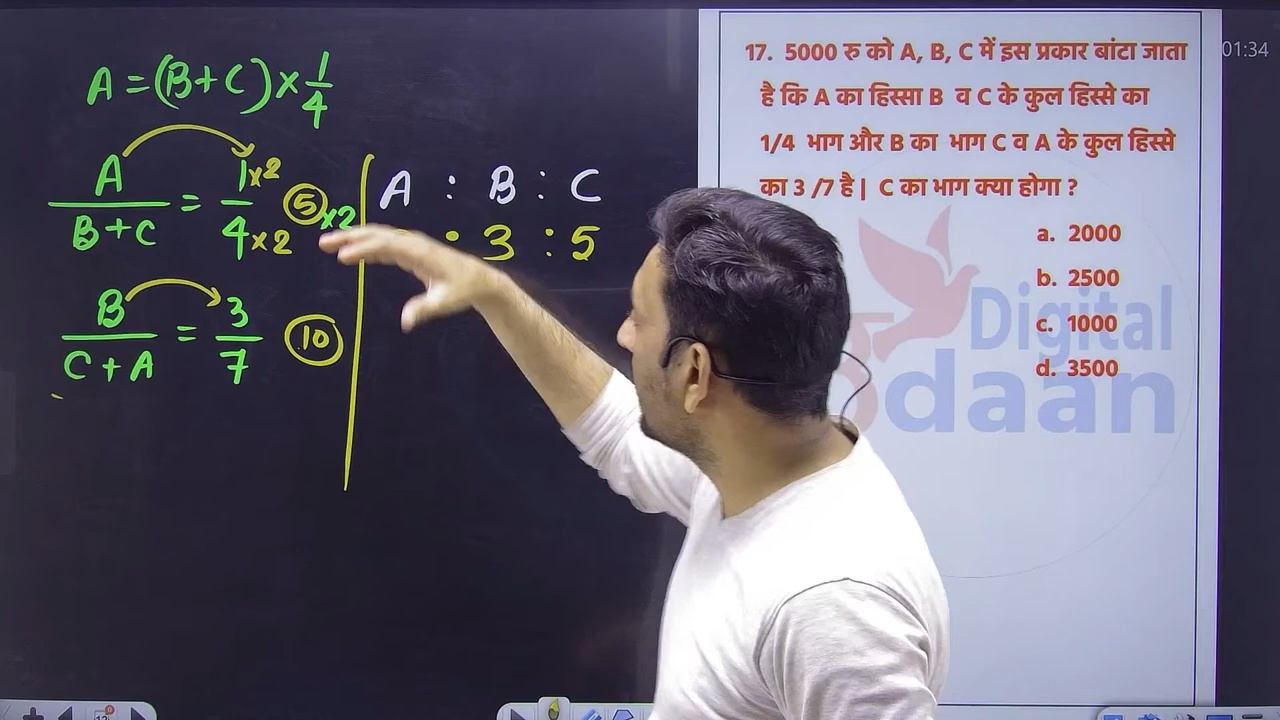 A = (B+C) × 1/4
A/B+C = 1×2/4×2 5 ×2
B/C+A = 3/7 10
A : B : C
: 3 : 5
17. 5000 रु को A, B, C में इस प्रकार बांटा जाता
है कि A का हिस्सा B व C के कुल हिस्से का
1/4 भाग और B का भाग C व A के कुल हिस्से
का 3 /7 है | C का भाग क्या होगा ?
a. 2000
b. 2500
c. 1000
d. 3500
Digital
daan
01:34